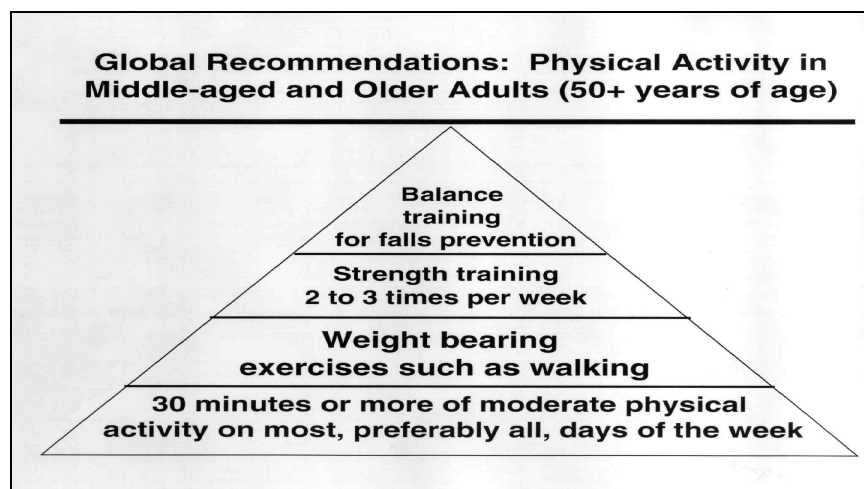 Global Recommendations: Physical Activity in
Middle-aged and Older Adults (50+ years of age)
Balance
training
for falls prevention
Strength training
2 to 3 times per week
Weight bearing
exercises such as walking
30 minutes or more of moderate physical
activity on most, preferably all, days of the week